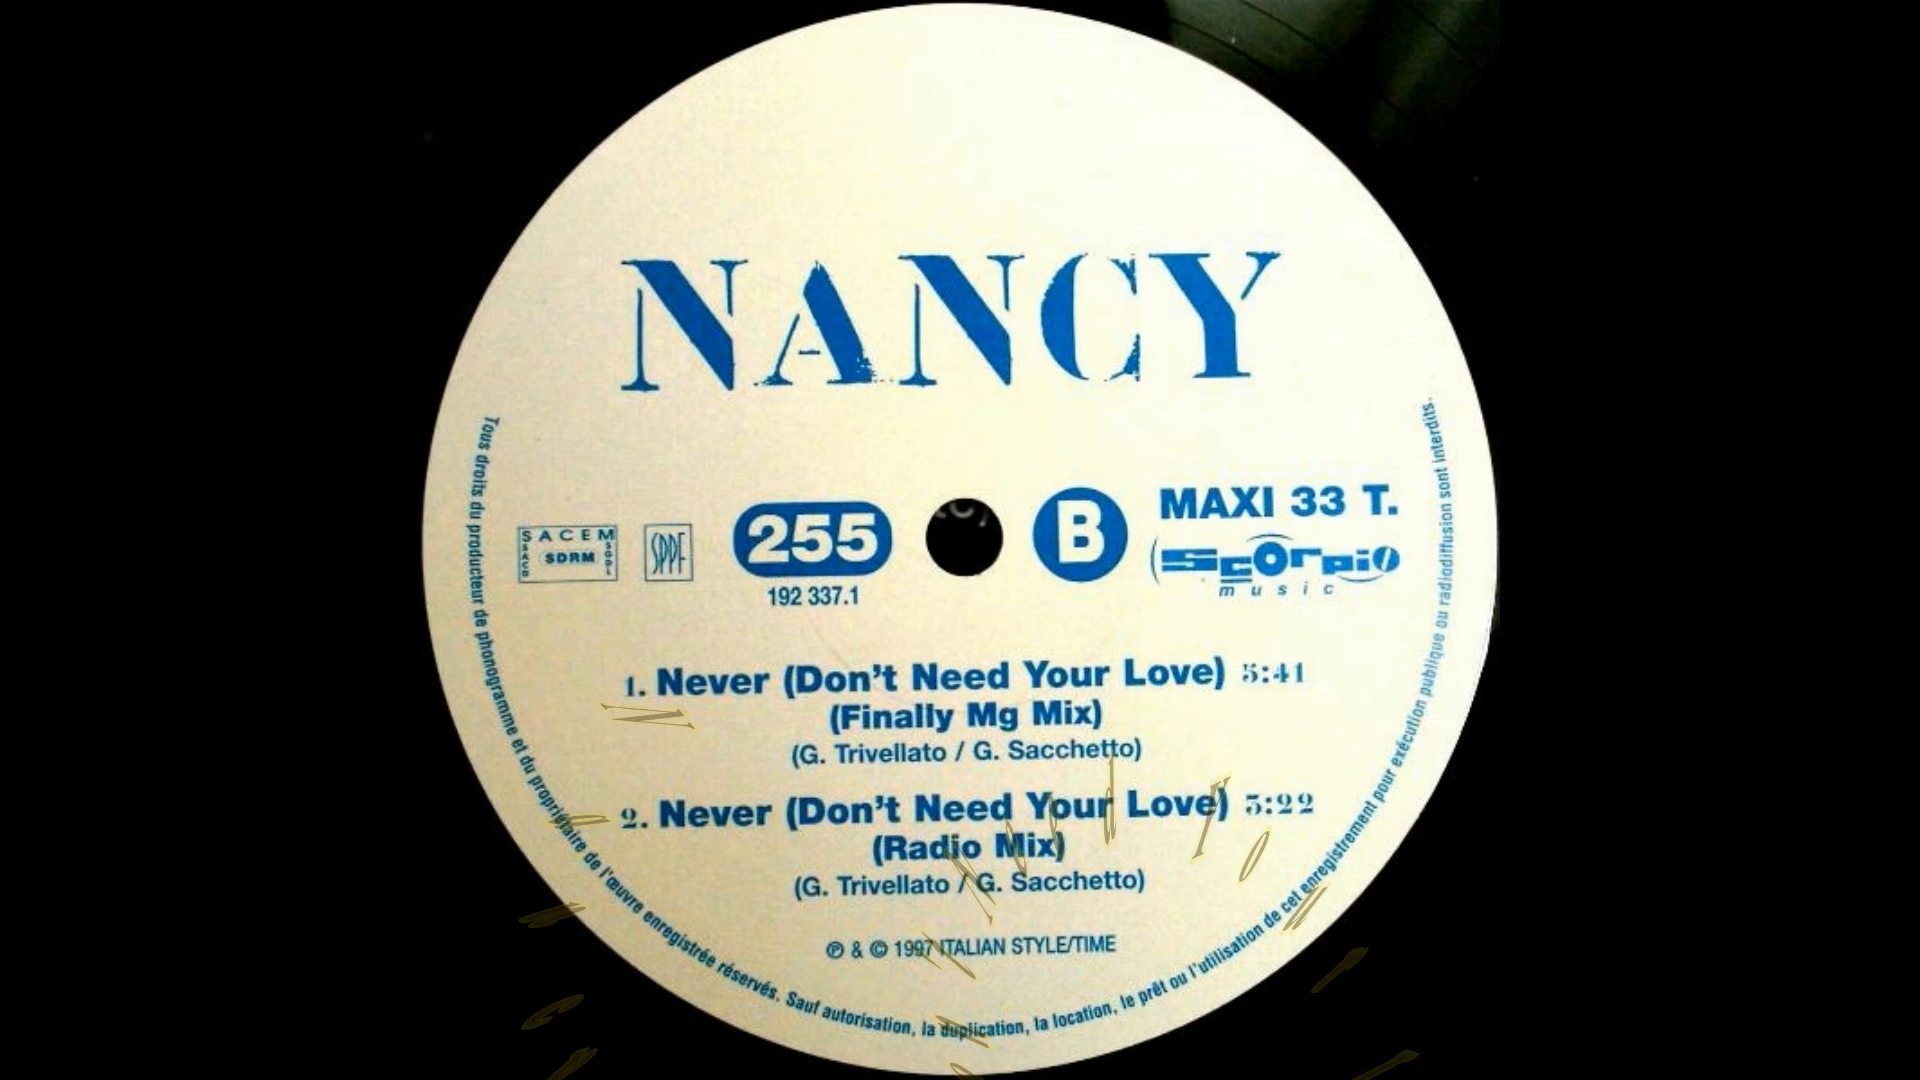 NANCY
SACEM
SACD
SDRM
SGDL
SPPF
255
192 337.1
B
MAXI 33 T.
Scorpio
music
1. Never (Don't Need Your Love) 5:41
(Finally Mg Mix)
(G. Trivellato / G. Sacchetto)
2. Never (Don't Need Your Love) 3:22
(Radio Mix)
(G. Trivellato / G. Sacchetto)
℗ & © 1997 ITALIAN STYLE/TIME
Tous droits du producteur de phonogramme et du propriétaire de l'œuvre enregistrée réservés. Sauf autorisation, la duplication, la location, le prêt ou l'utilisation de cet enregistrement pour exécution publique ou radiodiffusion sont interdits.